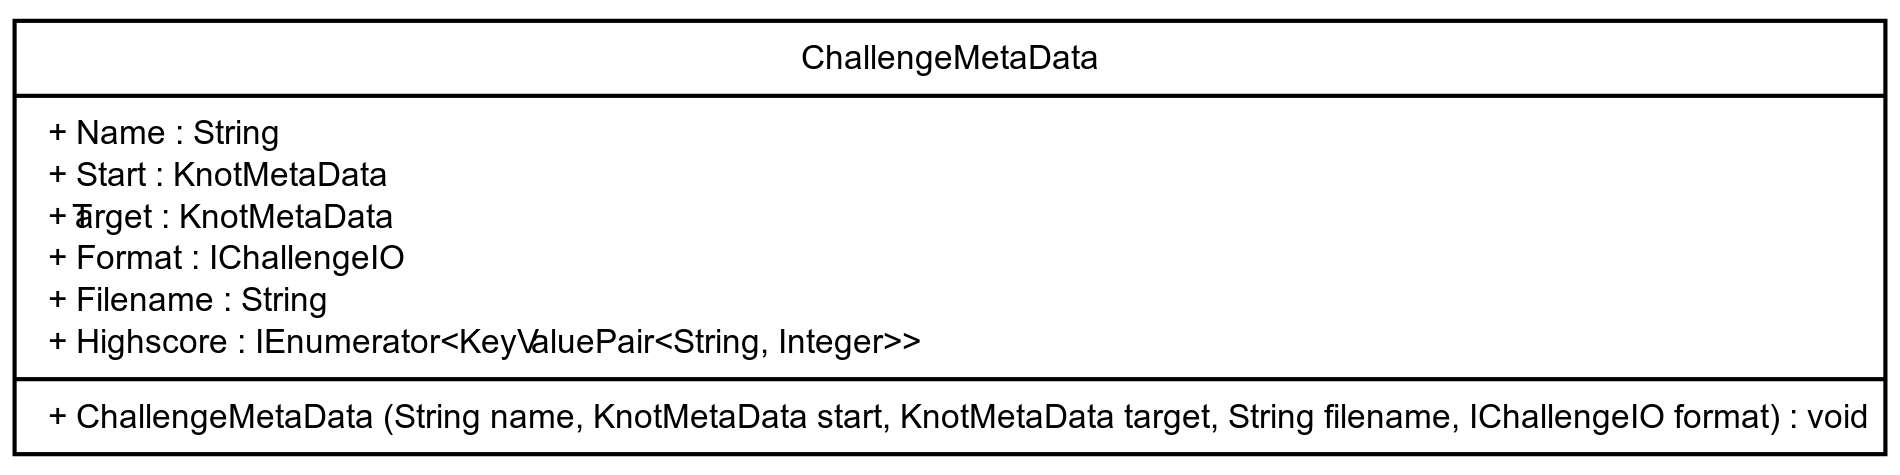 ChallengeMetaData
+ Name : String
+ Start : KnotMetaData
+ Target : KnotMetaData
+ Format : IChallengeIO
+ Filename : String
+ Highscore : IEnumerator<KeyValuePair<String, Integer>>
+ ChallengeMetaData (String name, KnotMetaData start, KnotMetaData target, String filename, IChallengeIO format) : void